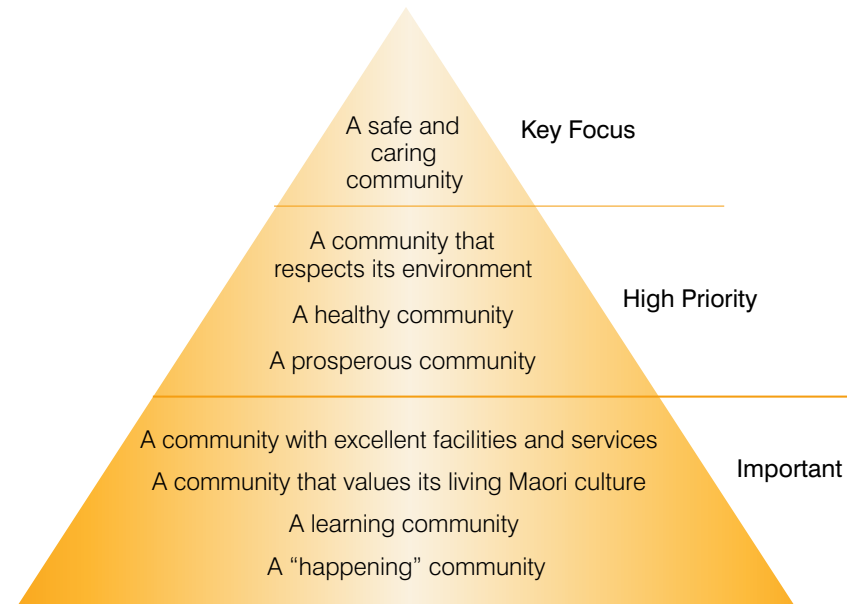 A safe and
caring
community
Key Focus
A community that
respects its environment
A healthy community
A prosperous community
High Priority
A community with excellent facilities and services
A community that values its living Maori culture
A learning community
A “happening” community
Important